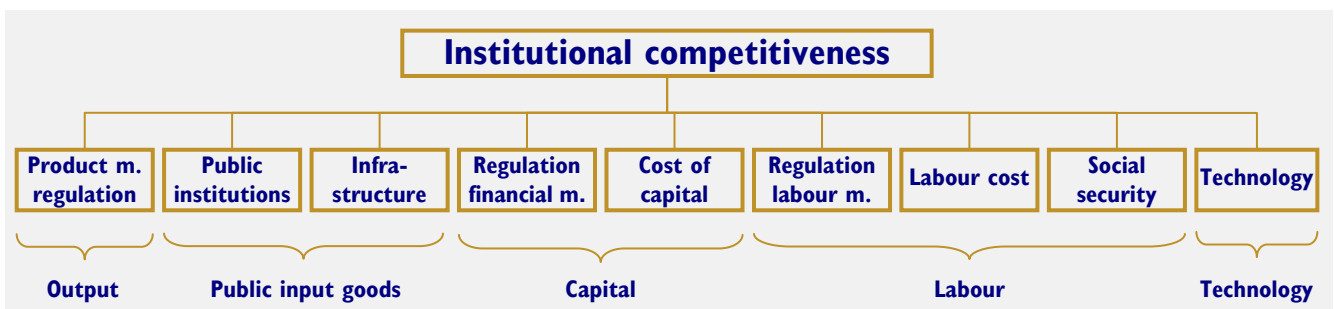 Institutional competitiveness
Product m.
regulation
Public
institutions
Infra-
structure
Regulation
financial m.
Cost of
capital
Regulation
labour m.
Labour cost
Social
security
Technology
Output
Public input goods
Capital
Labour
Technology